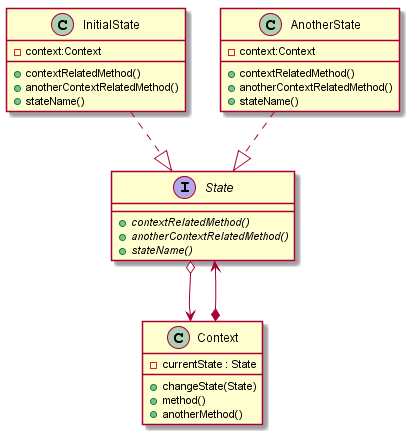 C InitialState
context:Context
contextRelatedMethod()
anotherContextRelatedMethod()
stateName()
C AnotherState
context:Context
contextRelatedMethod()
anotherContextRelatedMethod()
stateName()
I State
contextRelatedMethod()
anotherContextRelatedMethod()
stateName()
C Context
currentState : State
changeState(State)
method()
anotherMethod()